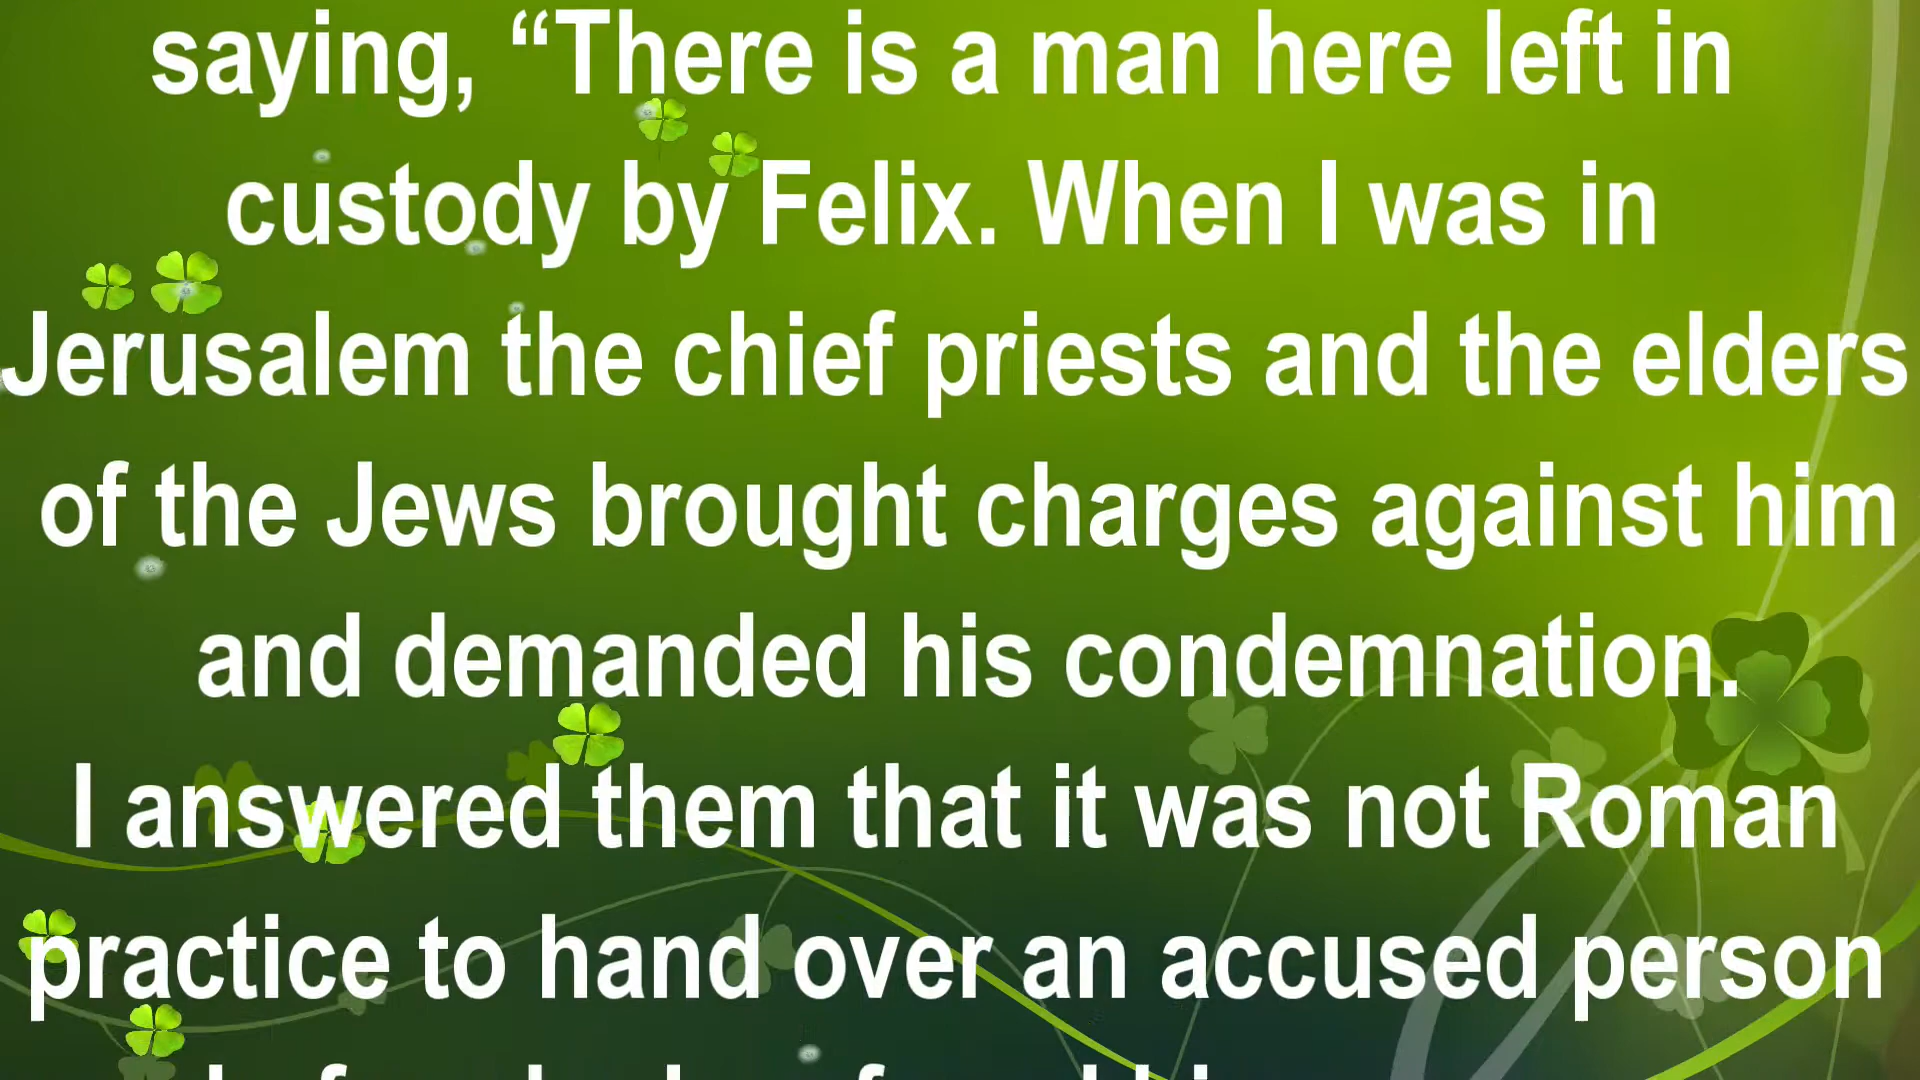 saying, “There is a man here left in
custody by Felix. When I was in
Jerusalem the chief priests and the elders
of the Jews brought charges against him
and demanded his condemnation.
I answered them that it was not Roman
practice to hand over an accused person